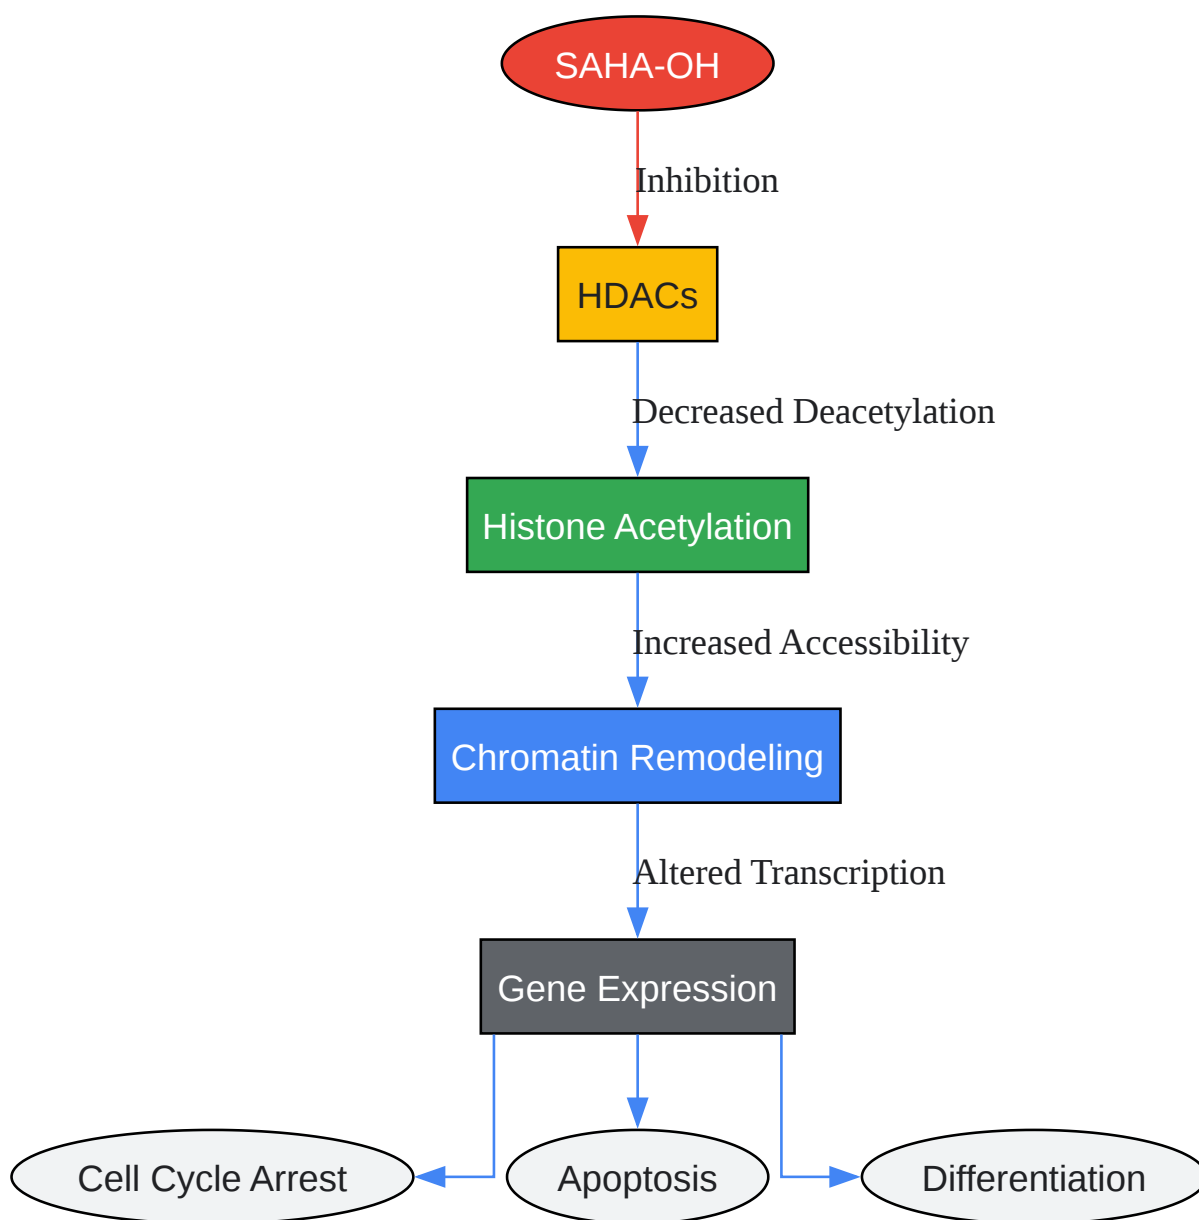 SAHA-OH
Inhibition
HDACs
Decreased Deacetylation
Histone Acetylation
Increased Accessibility
Chromatin Remodeling
Altered Transcription
Gene Expression
Cell Cycle Arrest
Apoptosis
Differentiation